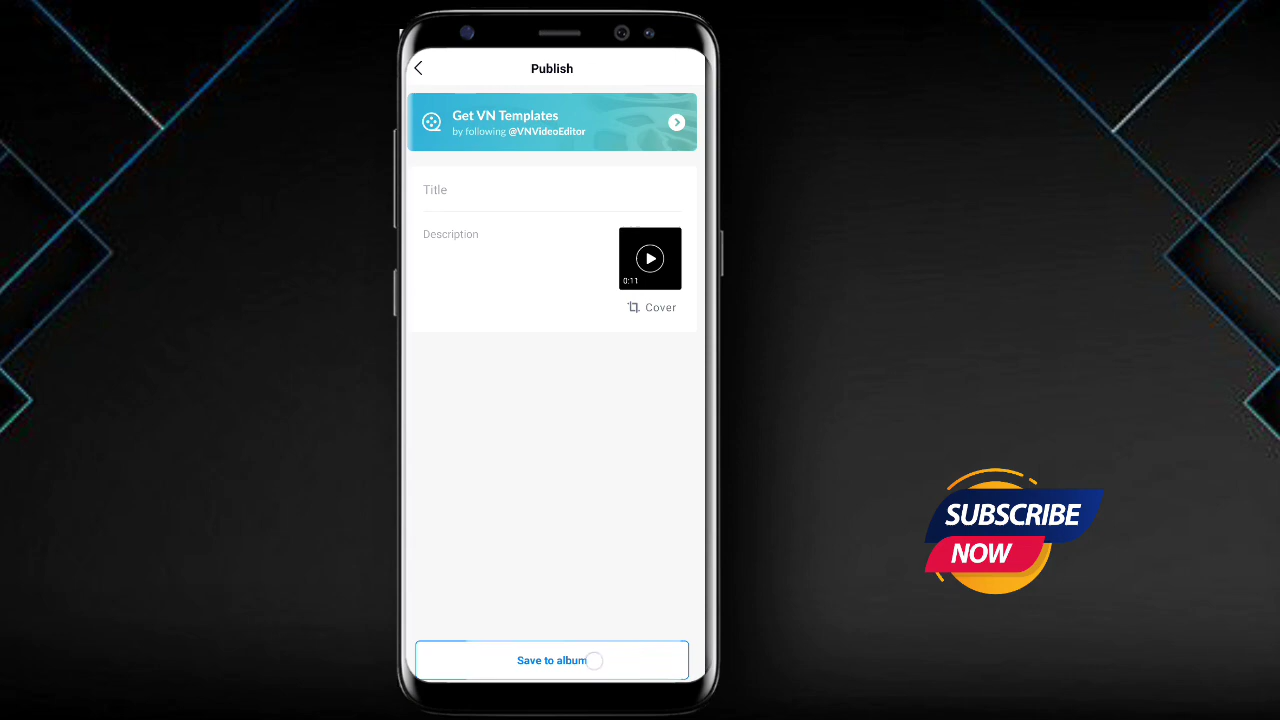 Publish
Get VN Templates
by following @VNVideoEditor
Title
Description
0:11
Cover
Save to album
SUBSCRIBE
NOW